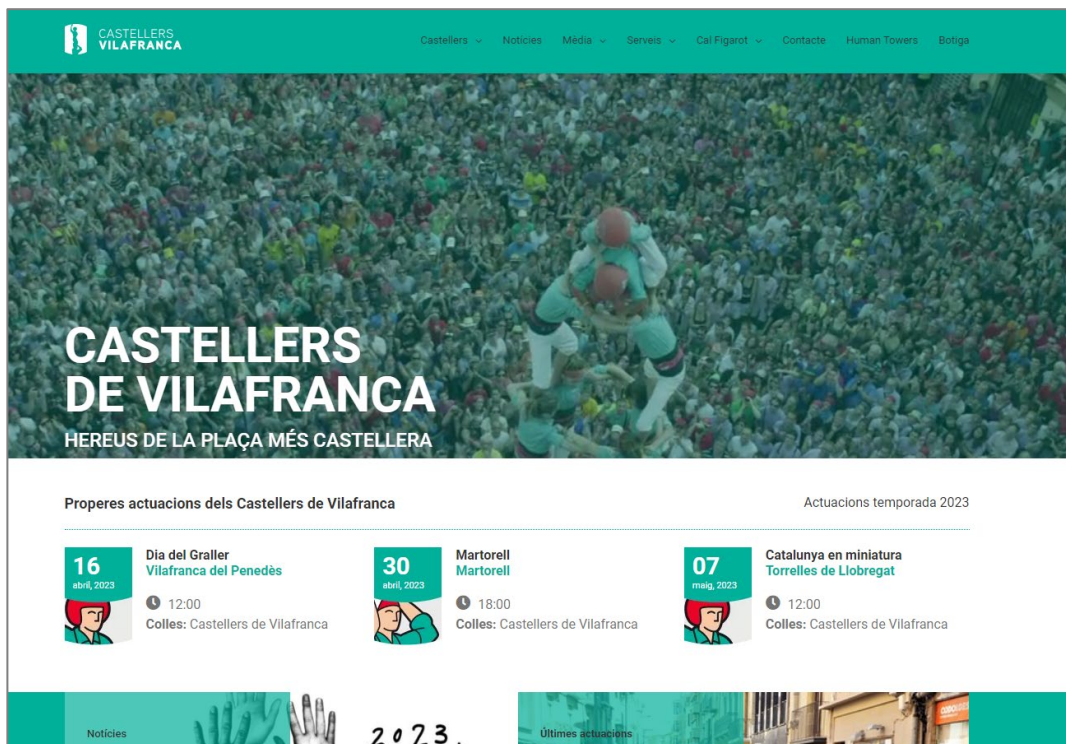 CASTELLERS
VILAFRANCA
Castellers Notícies Mèdia Serveis Cal Figarot Contacte Human Towers Botiga
CASTELLERS
DE VILAFRANCA
HEREUS DE LA PLAÇA MÉS CASTELLERA
Properes actuacions dels Castellers de Vilafranca
Actuacions temporada 2023
16
abril, 2023
Dia del Graller
Vilafranca del Penedès
12:00
Colles: Castellers de Vilafranca
30
abril, 2023
Martorell
Martorell
18:00
Colles: Castellers de Vilafranca
07
maig, 2023
Catalunya en miniatura
Torrelles de Llobregat
12:00
Colles: Castellers de Vilafranca
Notícies
2023
Últimes actuacions